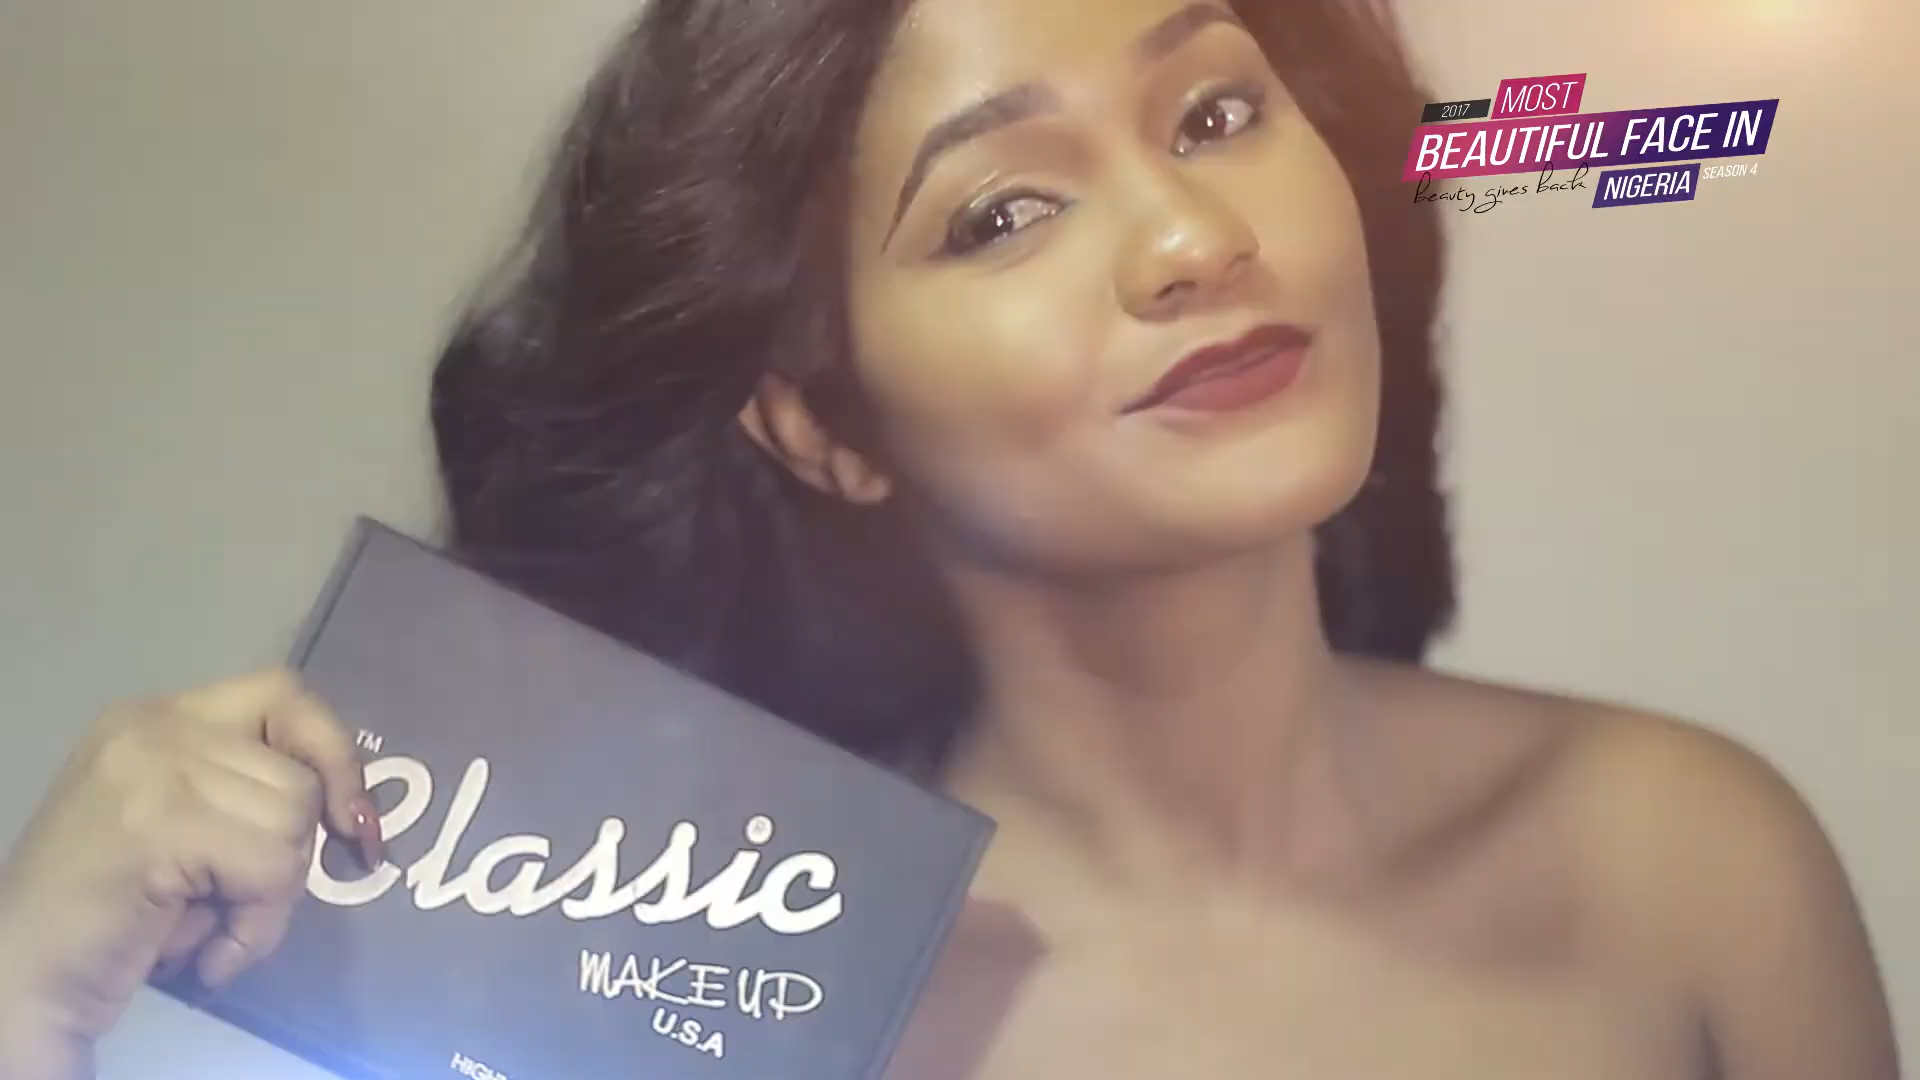 2017 MOST
BEAUTIFUL FACE IN
beauty gives back NIGERIA SEASON 4
TM
Classic®
MAKEUP
U.S.A